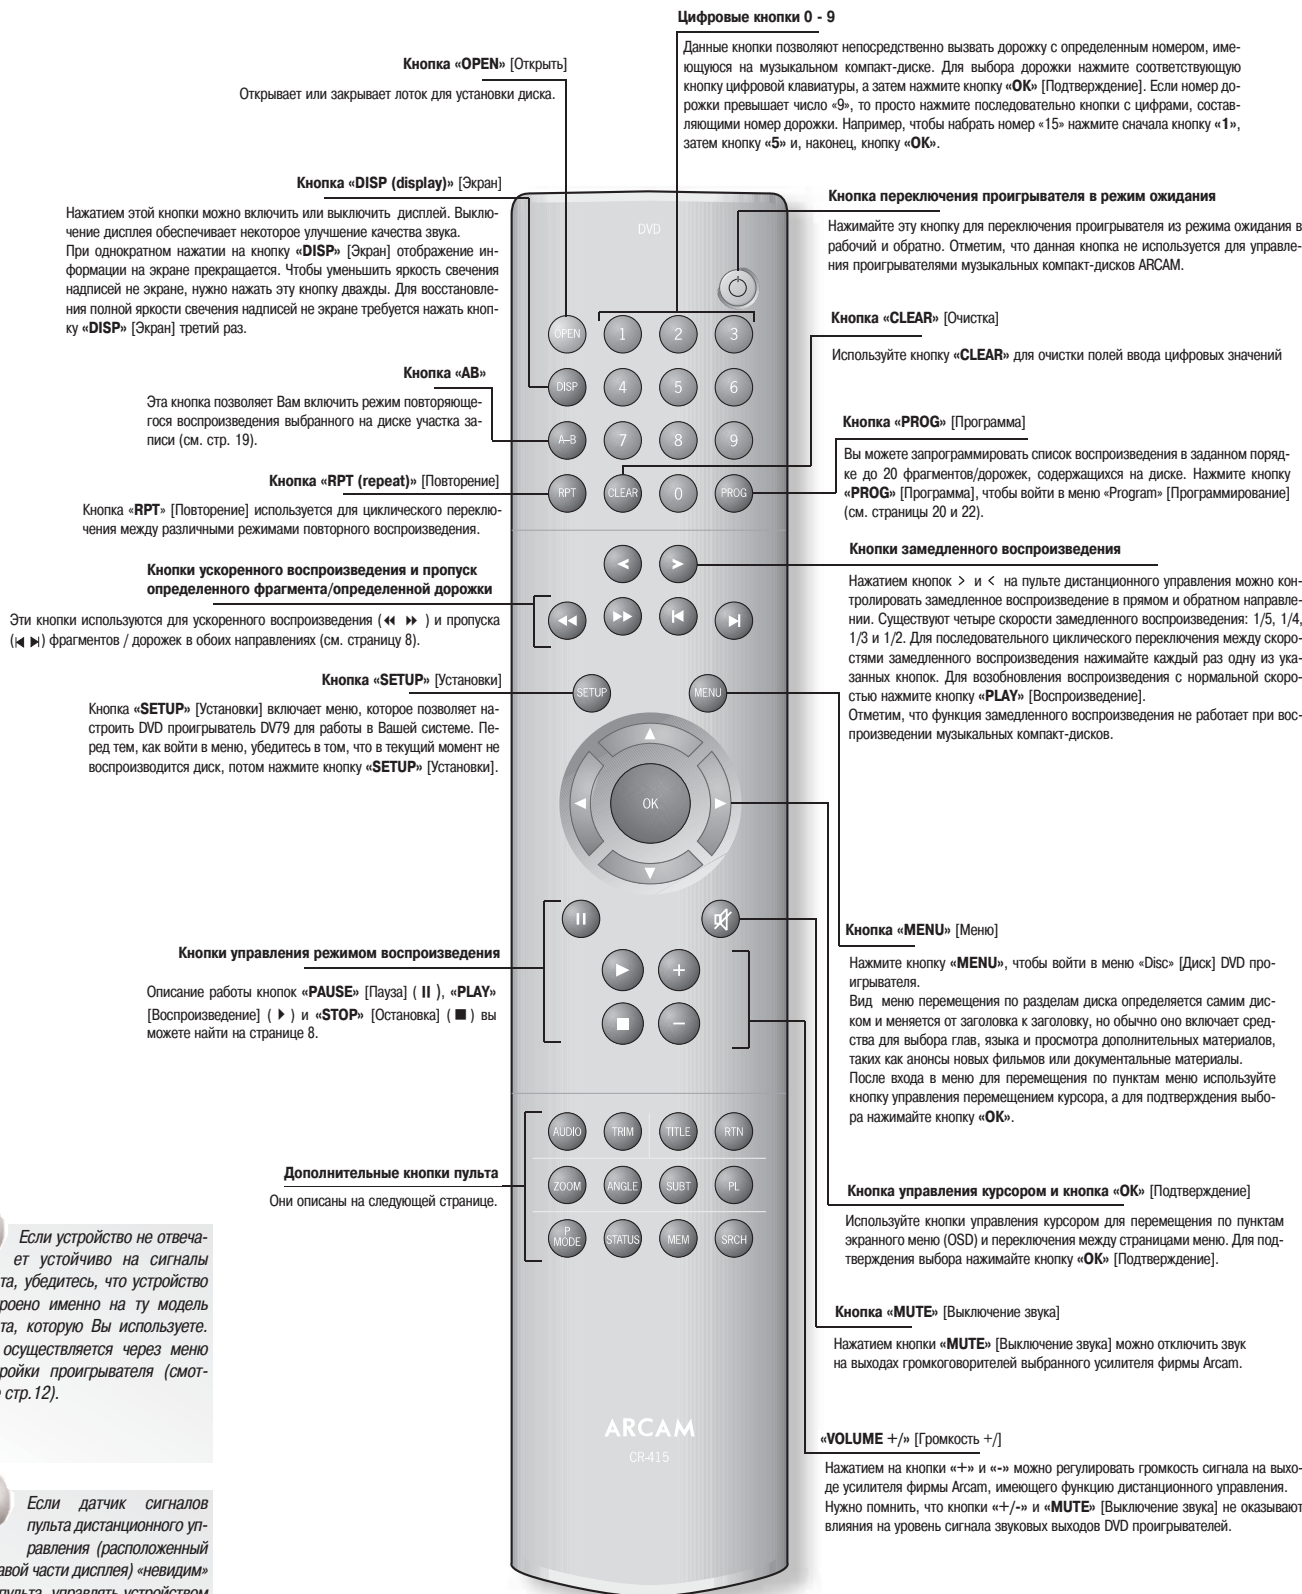 Цифровые кнопки 0 - 9
Данные кнопки позволяют непосредственно вызвать дорожку с определенным номером, име-
ющуюся на музыкальном компакт-диске. Для выбора дорожки нажмите соответствующую
кнопку цифровой клавиатуры, а затем нажмите кнопку «OK» [Подтверждение]. Если номер до-
рожки превышает число «9», то просто нажмите последовательно кнопки с цифрами, состав-
ляющими номер дорожки. Например, чтобы набрать номер «15» нажмите сначала кнопку «1»,
затем кнопку «5» и, наконец, кнопку «OK».
Кнопка «OPEN» [Открыть]
Открывает или закрывает лоток для установки диска.
Кнопка «DISP (display)» [Экран]
Нажатием этой кнопки можно включить или выключить дисплей. Выклю-
чение дисплея обеспечивает некоторое улучшение качества звука.
При однократном нажатии на кнопку «DISP» [Экран] отображение ин-
формации на экране прекращается. Чтобы уменьшить яркость свечения
надписей не экране, нужно нажать эту кнопку дважды. Для восстановле-
ния полной яркости свечения надписей не экране требуется нажать кноп-
ку «DISP» [Экран] третий раз.
Кнопка «AB»
Эта кнопка позволяет Вам включить режим повторяюще-
гося воспроизведения выбранного на диске участка за-
писи (см. стр. 19).
Кнопка «RPT (repeat)» [Повторение]
Кнопка «RPT» [Повторение] используется для циклического переклю-
чения между различными режимами повторного воспроизведения.
Кнопки ускоренного воспроизведения и пропуск
определенного фрагмента/определенной дорожки
Эти кнопки используются для ускоренного воспроизведения (◀◀ ▶▶ ) и пропуска
(|◀ ▶|) фрагментов / дорожек в обоих направлениях (см. страницу 8).
Кнопка «SETUP» [Установки]
Кнопка «SETUP» [Установки] включает меню, которое позволяет на-
строить DVD проигрыватель DV79 для работы в Вашей системе. Пе-
ред тем, как войти в меню, убедитесь в том, что в текущий момент не
воспроизводится диск, потом нажмите кнопку «SETUP» [Установки].
Кнопки управления режимом воспроизведения
Описание работы кнопок «PAUSE» [Пауза] ( II ), «PLAY»
[Воспроизведение] ( ▶ ) и «STOP» [Остановка] ( ■ ) вы
можете найти на странице 8.
Дополнительные кнопки пульта
Они описаны на следующей странице.
Если устройство не отвеча-
ет устойчиво на сигналы
та, убедитесь, что устройство
роено именно на ту модель
та, которую Вы используете.
осуществляется через меню
ройки проигрывателя (смот-
стр.12).
Если датчик сигналов
пульта дистанционного уп-
равления (расположенный
авой части дисплея) «невидим»
пульта, управлять устройством
DVD
OPEN 1 2 3
DISP 4 5 6
A–B 7 8 9
RPT CLEAR 0 PROG
< >
◀◀ ▶▶ |◀ ▶|
SETUP MENU
OK
+
−
AUDIO TRIM TITLE RTN
ZOOM ANGLE SUBT PL
P MODE STATUS MEM SRCH
ARCAM
CR-415
Кнопка переключения проигрывателя в режим ожидания
Нажимайте эту кнопку для переключения проигрывателя из режима ожидания в
рабочий и обратно. Отметим, что данная кнопка не используется для управле-
ния проигрывателями музыкальных компакт-дисков ARCAM.
Кнопка «CLEAR» [Очистка]
Используйте кнопку «CLEAR» для очистки полей ввода цифровых значений
Кнопка «PROG» [Программа]
Вы можете запрограммировать список воспроизведения в заданном поряд-
ке до 20 фрагментов/дорожек, содержащихся на диске. Нажмите кнопку
«PROG» [Программа], чтобы войти в меню «Program» [Программирование]
(см. страницы 20 и 22).
Кнопки замедленного воспроизведения
Нажатием кнопок > и < на пульте дистанционного управления можно кон-
тролировать замедленное воспроизведение в прямом и обратном направле-
нии. Существуют четыре скорости замедленного воспроизведения: 1/5, 1/4,
1/3 и 1/2. Для последовательного циклического переключения между скоро-
стями замедленного воспроизведения нажимайте каждый раз одну из ука-
занных кнопок. Для возобновления воспроизведения с нормальной скоро-
стью нажмите кнопку «PLAY» [Воспроизведение].
Отметим, что функция замедленного воспроизведения не работает при вос-
произведении музыкальных компакт-дисков.
Кнопка «MENU» [Меню]
Нажмите кнопку «MENU», чтобы войти в меню «Disc» [Диск] DVD про-
игрывателя.
Вид меню перемещения по разделам диска определяется самим дис-
ком и меняется от заголовка к заголовку, но обычно оно включает сред-
ства для выбора глав, языка и просмотра дополнительных материалов,
таких как анонсы новых фильмов или документальные материалы.
После входа в меню для перемещения по пунктам меню используйте
кнопку управления перемещением курсора, а для подтверждения выбо-
ра нажимайте кнопку «OK».
Кнопка управления курсором и кнопка «OK» [Подтверждение]
Используйте кнопки управления курсором для перемещения по пунктам
экранного меню (OSD) и переключения между страницами меню. Для под-
тверждения выбора нажимайте кнопку «OK» [Подтверждение].
Кнопка «MUTE» [Выключение звука]
Нажатием кнопки «MUTE» [Выключение звука] можно отключить звук
на выходах громкоговорителей выбранного усилителя фирмы Arcam.
«VOLUME +/» [Громкость +/]
Нажатием на кнопки «+» и «-» можно регулировать громкость сигнала на выхо-
де усилителя фирмы Arcam, имеющего функцию дистанционного управления.
Нужно помнить, что кнопки «+/-» и «MUTE» [Выключение звука] не оказывают
влияния на уровень сигнала звуковых выходов DVD проигрывателей.